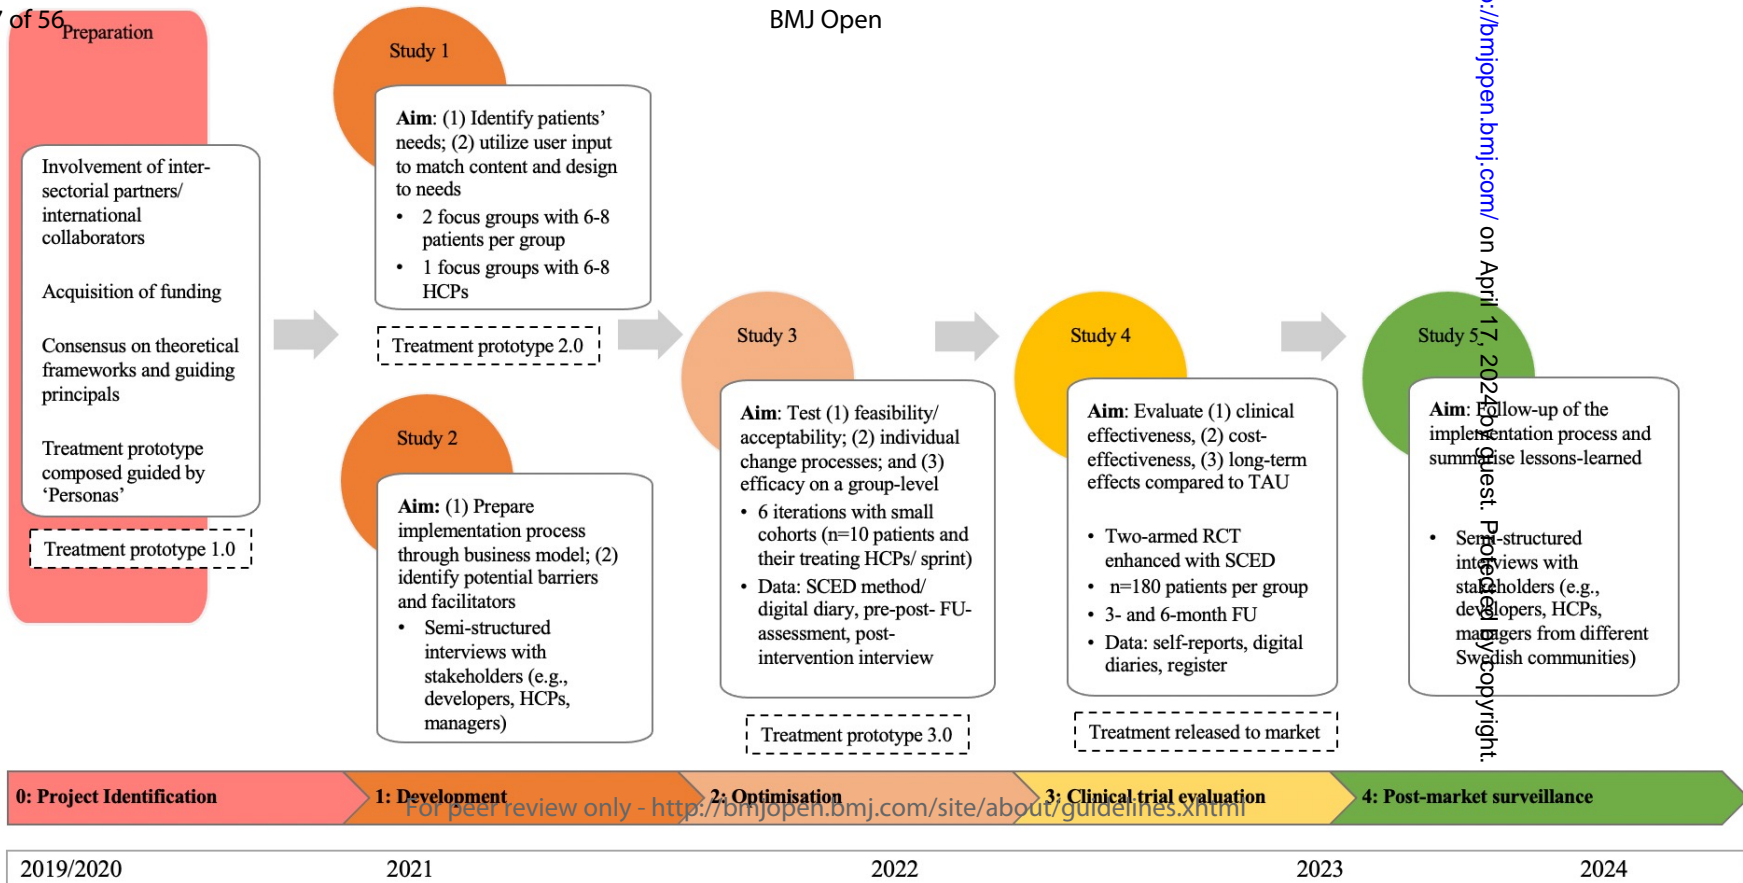 7 of 56
BMJ Open
Preparation
Involvement of inter-
sectorial partners/
international
collaborators
Acquisition of funding
Consensus on theoretical
frameworks and guiding
principals
Treatment prototype
composed guided by
‘Personas’
Treatment prototype 1.0
Study 1
Aim: (1) Identify patients’
needs; (2) utilize user input
to match content and design
to needs
• 2 focus groups with 6-8
patients per group
• 1 focus groups with 6-8
HCPs
Treatment prototype 2.0
Study 2
Aim: (1) Prepare
implementation process
through business model; (2)
identify potential barriers
and facilitators
• Semi-structured
interviews with
stakeholders (e.g.,
developers, HCPs,
managers)
Study 3
Aim: Test (1) feasibility/
acceptability; (2) individual
change processes; and (3)
efficacy on a group-level
• 6 iterations with small
cohorts (n=10 patients and
their treating HCPs/ sprint)
• Data: SCED method/
digital diary, pre-post- FU-
assessment, post-
intervention interview
Treatment prototype 3.0
Study 4
Aim: Evaluate (1) clinical
effectiveness, (2) cost-
effectiveness, (3) long-term
effects compared to TAU
• Two-armed RCT
enhanced with SCED
• n=180 patients per group
• 3- and 6-month FU
• Data: self-reports, digital
diaries, register
Treatment released to market
Study 5
Aim: Follow-up of the
implementation process and
summarise lessons-learned
• Semi-structured
interviews with
stakeholders (e.g.,
developers, HCPs,
managers from different
Swedish communities)
0: Project Identification
1: Development
2: Optimisation
3: Clinical trial evaluation
4: Post-market surveillance
For peer review only - http://bmjopen.bmj.com/site/about/guidelines.xhtml
2019/2020
2021
2022
2023
2024
://bmjopen.bmj.com/ on April 17, 2024 by guest. Protected by copyright.